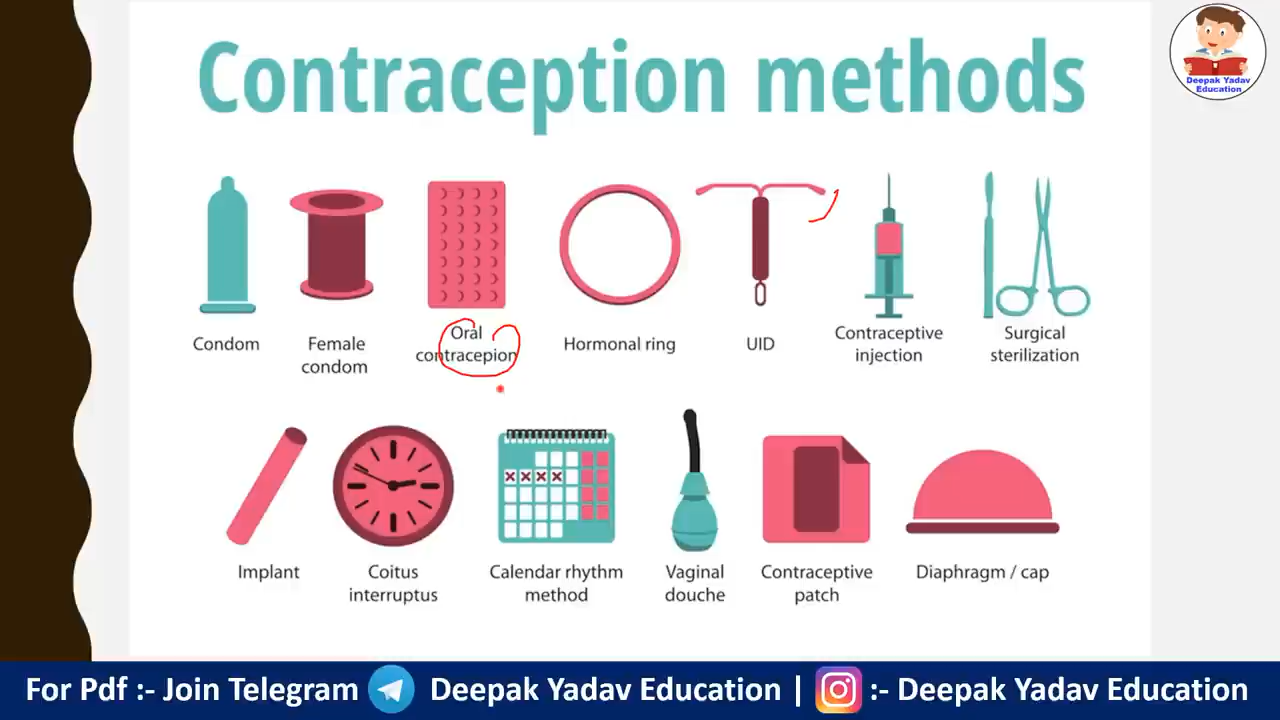 Contraception methods
Deepak Yadav
Education
Condom
Female
condom
Oral
contracepion
Hormonal ring
UID
Contraceptive
injection
Surgical
sterilization
Implant
Coitus
interruptus
Calendar rhythm
method
Vaginal
douche
Contraceptive
patch
Diaphragm / cap
For Pdf :- Join Telegram Deepak Yadav Education | :- Deepak Yadav Education